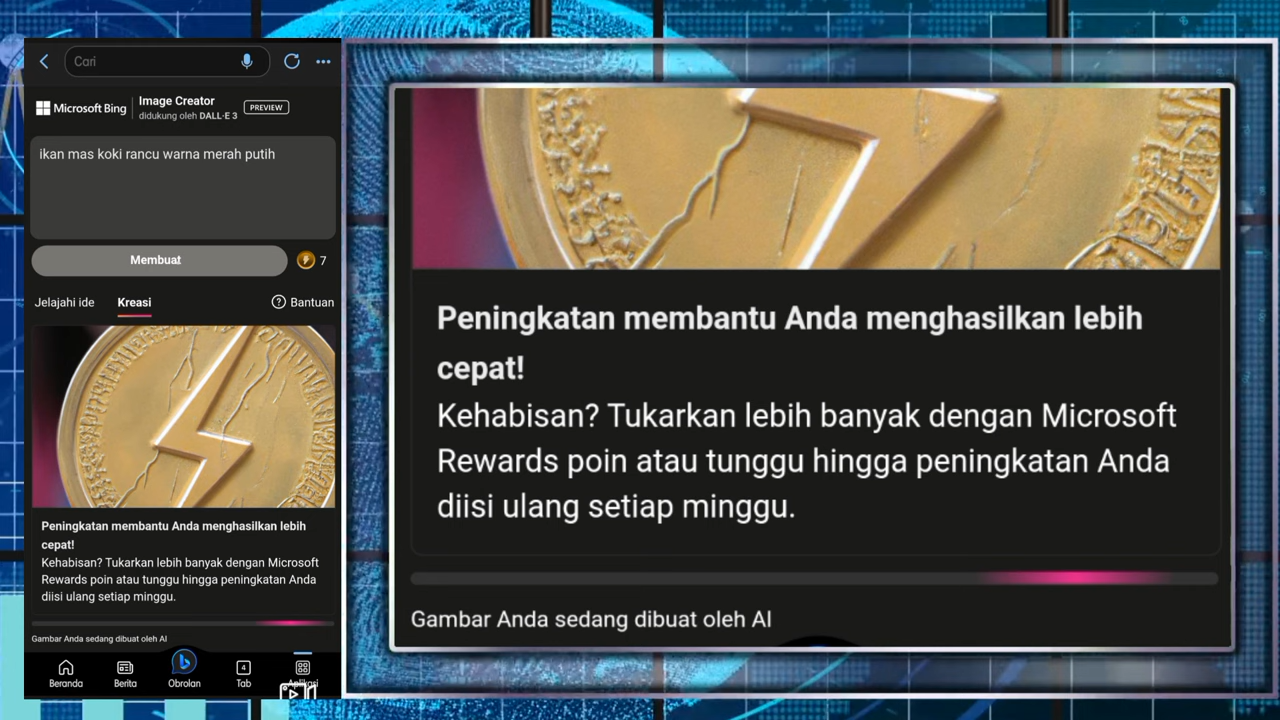 Cari
Microsoft Bing
Image Creator
didukung oleh DALL·E 3
PREVIEW
ikan mas koki rancu warna merah putih
Membuat
7
Jelajahi ide
Kreasi
Bantuan
Peningkatan membantu Anda menghasilkan lebih
cepat!
Kehabisan? Tukarkan lebih banyak dengan Microsoft
Rewards poin atau tunggu hingga peningkatan Anda
diisi ulang setiap minggu.
Gambar Anda sedang dibuat oleh AI
Beranda
Berita
Obrolan
4
Tab
Aplikasi
Peningkatan membantu Anda menghasilkan lebih
cepat!
Kehabisan? Tukarkan lebih banyak dengan Microsoft
Rewards poin atau tunggu hingga peningkatan Anda
diisi ulang setiap minggu.
Gambar Anda sedang dibuat oleh AI